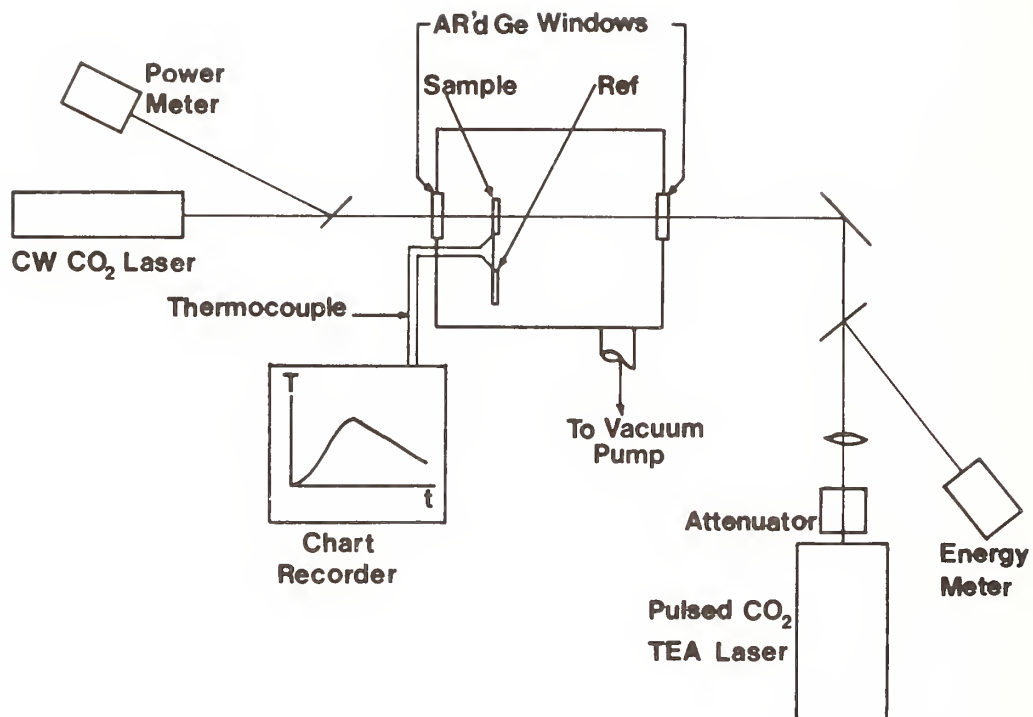 AR'd Ge Windows
Power
Meter
Sample
Ref
CW CO₂ Laser
Thermocouple
T
t
To Vacuum
Pump
Chart
Recorder
Attenuator
Energy
Meter
Pulsed CO₂
TEA Laser